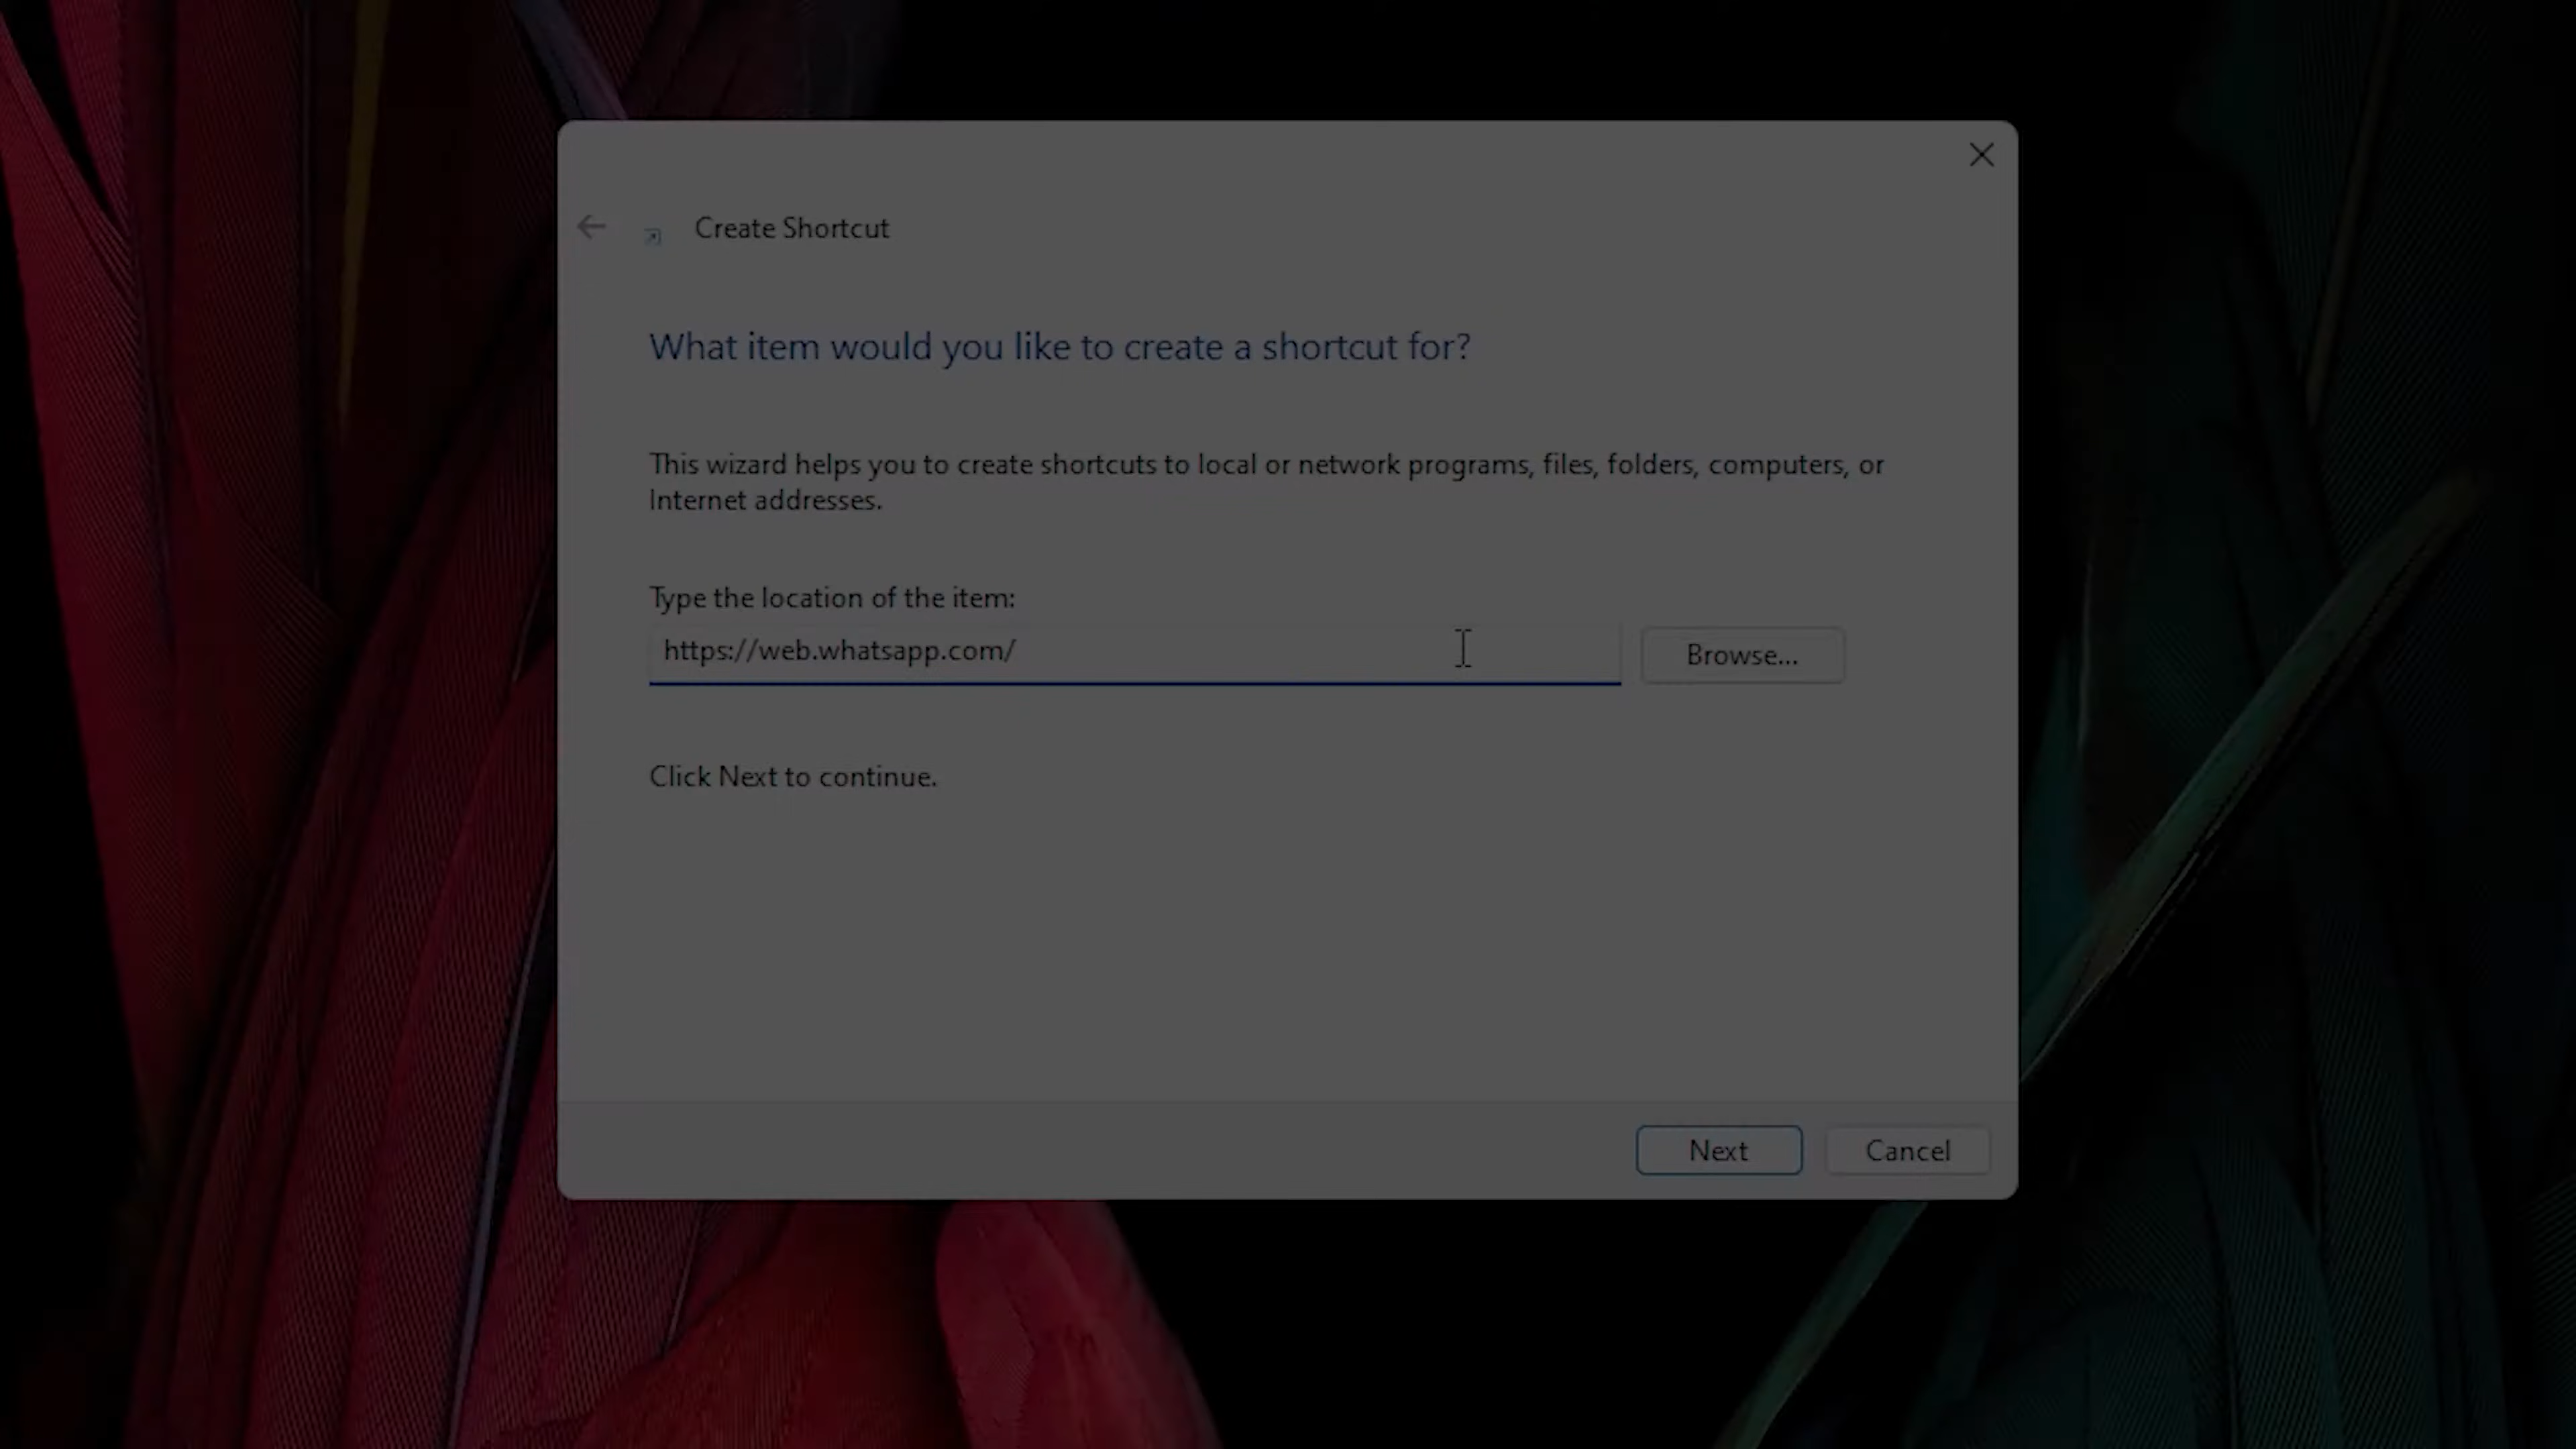 Create Shortcut
What item would you like to create a shortcut for?
This wizard helps you to create shortcuts to local or network programs, files, folders, computers, or
Internet addresses.
Type the location of the item:
https://web.whatsapp.com/
Browse...
Click Next to continue.
Next
Cancel